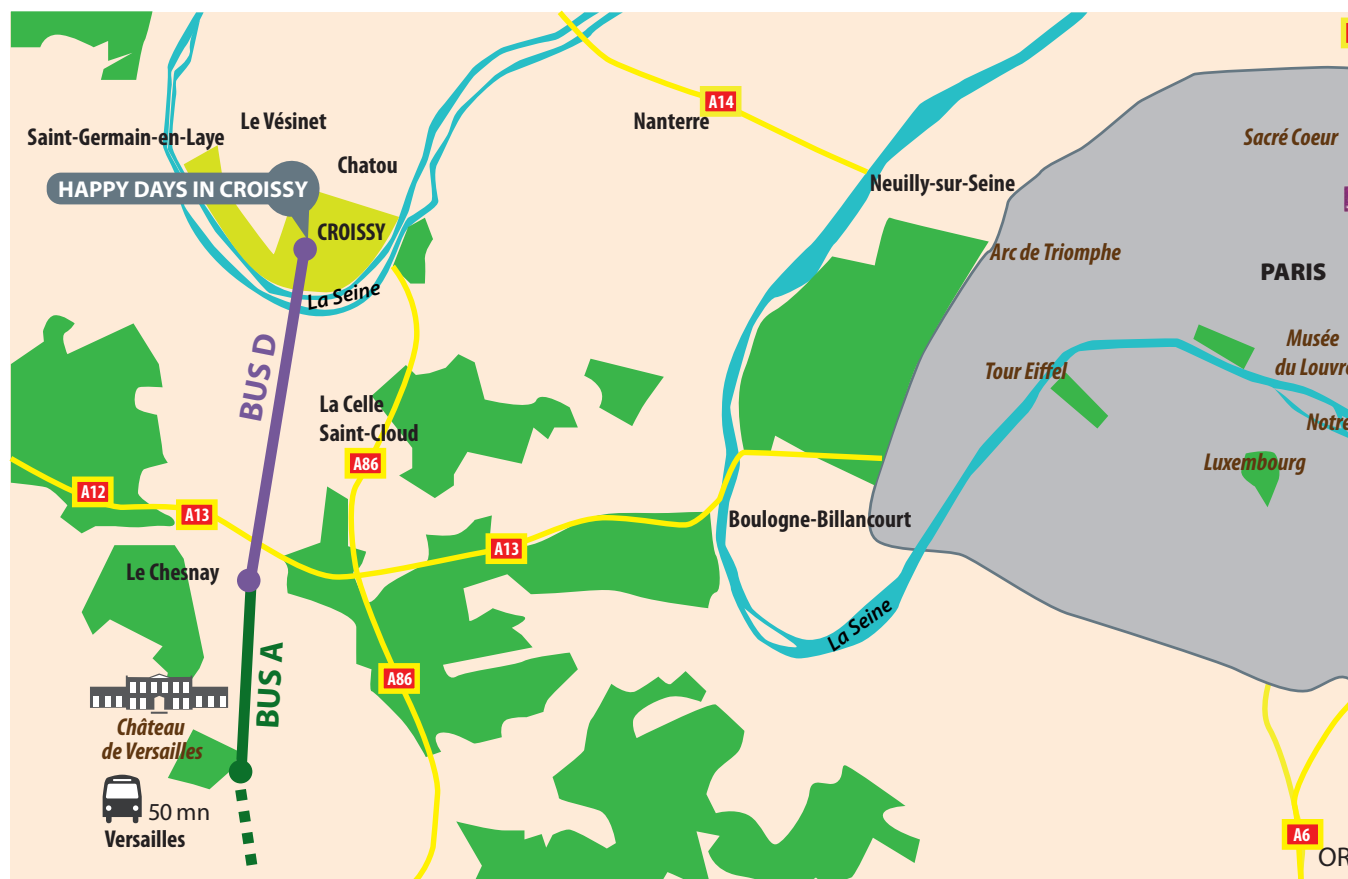 A14
Le Vésinet
Nanterre
Saint-Germain-en-Laye
Sacré Coeur
Chatou
HAPPY DAYS IN CROISSY
Neuilly-sur-Seine
CROISSY
Arc de Triomphe
PARIS
La Seine
BUS D
Musée
du Louvre
Tour Eiffel
La Celle
Saint-Cloud
Luxembourg
A86
A12
A13
Boulogne-Billancourt
A13
Le Chesnay
La Seine
BUS A
A86
Château
de Versailles
50 mn
Versailles
A6